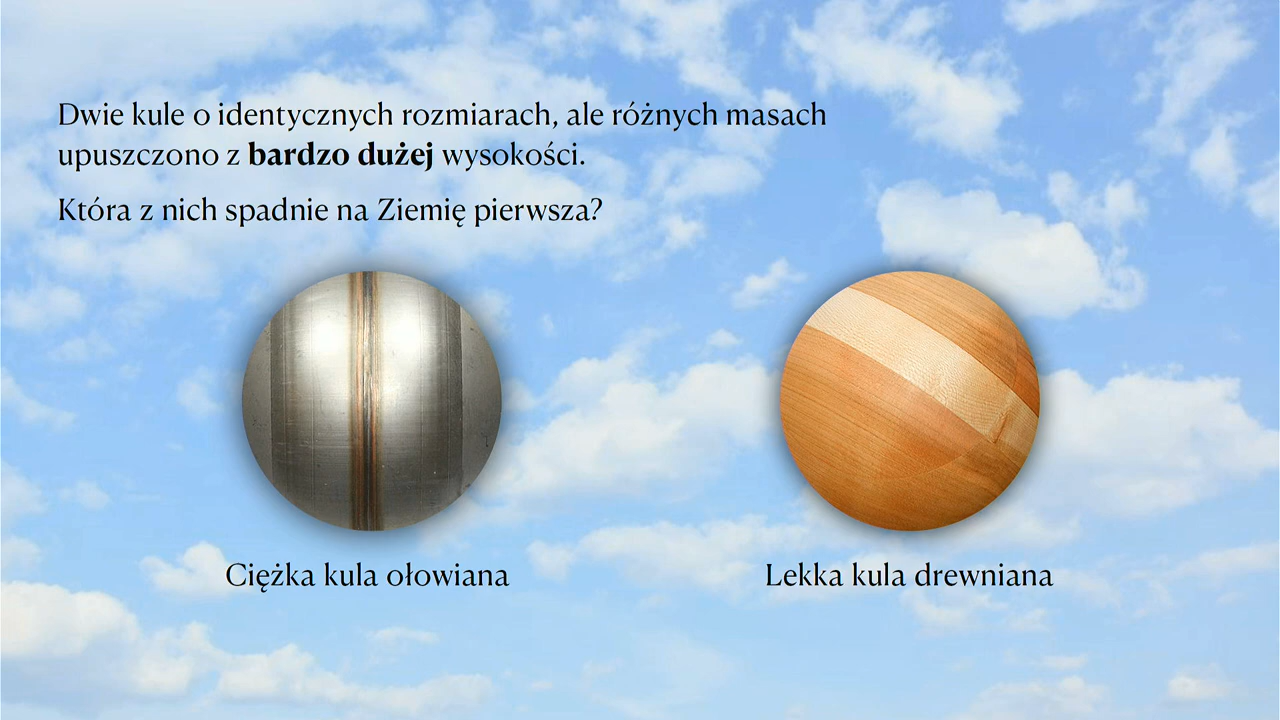 Dwie kule o identycznych rozmiarach, ale różnych masach
upuszczono z bardzo dużej wysokości.
Która z nich spadnie na Ziemię pierwsza?
Ciężka kula ołowiana
Lekka kula drewniana